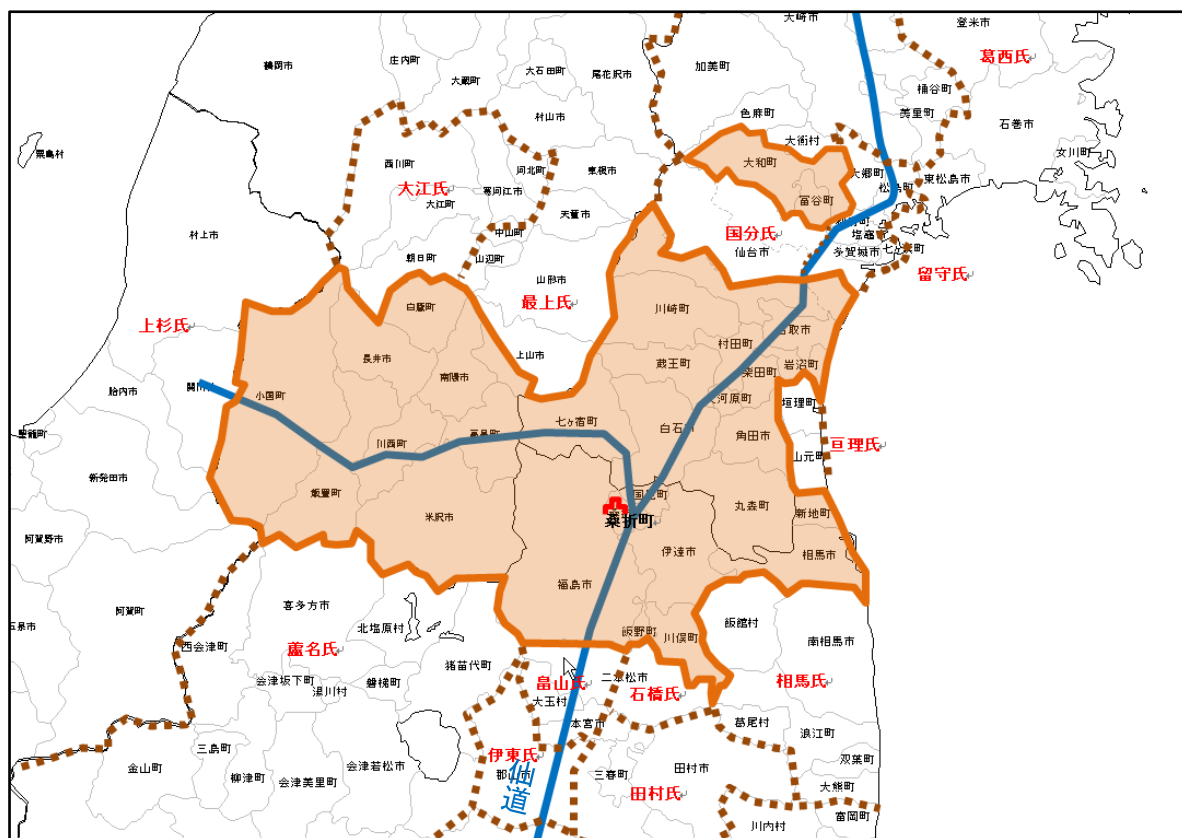 登米市
大崎市
葛西氏
鶴岡市
庄内町
大蔵町
大石田町
尾花沢市
加美町
桶谷町
美里町
石巻市
村山市
色麻町
大衡村
女川町
粟島村
西川町
河北町
東根市
大和町
大郷町
松島町
東松島市
大江氏
寒河江市
大江町
富谷町
天童市
村上市
中山町
国分氏
塩竈市
朝日町
山辺町
仙台市
多賀城市
七ヶ浜町
山形市
留守氏
最上氏
白鷹町
川崎町
名取市
上杉氏
村田町
長井市
上山市
蔵王町
柴田町
岩沼町
南陽市
関川村
胎内市
小国町
大河原町
垣理町
七ヶ宿町
白石市
角田市
亘理氏
聖籠町
川西町
高畠町
山元町
新発田市
飯豊町
米沢市
国見町
丸森町
新地町
桑折町
阿賀野市
伊達市
相馬市
福島市
阿賀町
喜多方市
北塩原村
飯野町
川俣町
飯館村
南相馬市
五泉市
西会津町
蘆名氏
猪苗代町
会津坂下町
湯川村
磐梯町
畠山氏
二本松市
石橋氏
相馬氏
大玉村
本宮市
葛尾村
浪江町
三島町
伊東氏
双葉町
金山町
柳津町
会津美里町
会津若松市
郡山市
三春町
田村市
田村氏
大熊町
仙道
川内村
富岡町